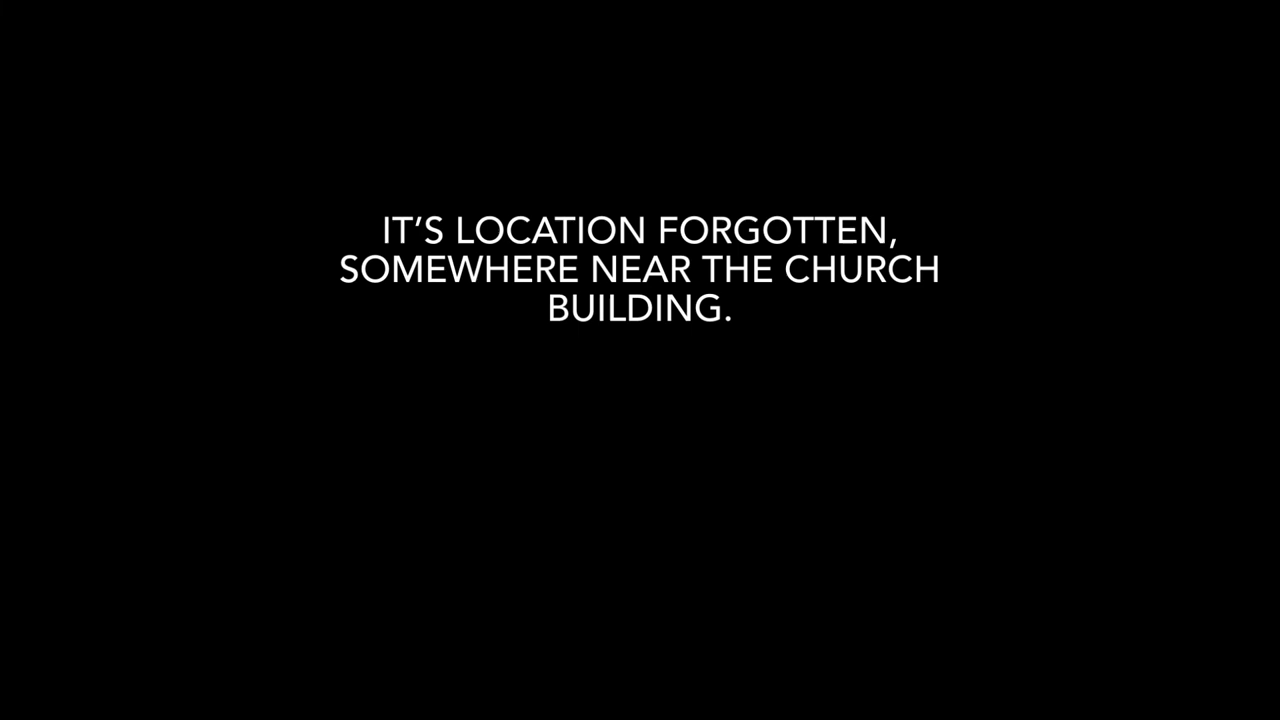 IT’S LOCATION FORGOTTEN,
SOMEWHERE NEAR THE CHURCH
BUILDING.